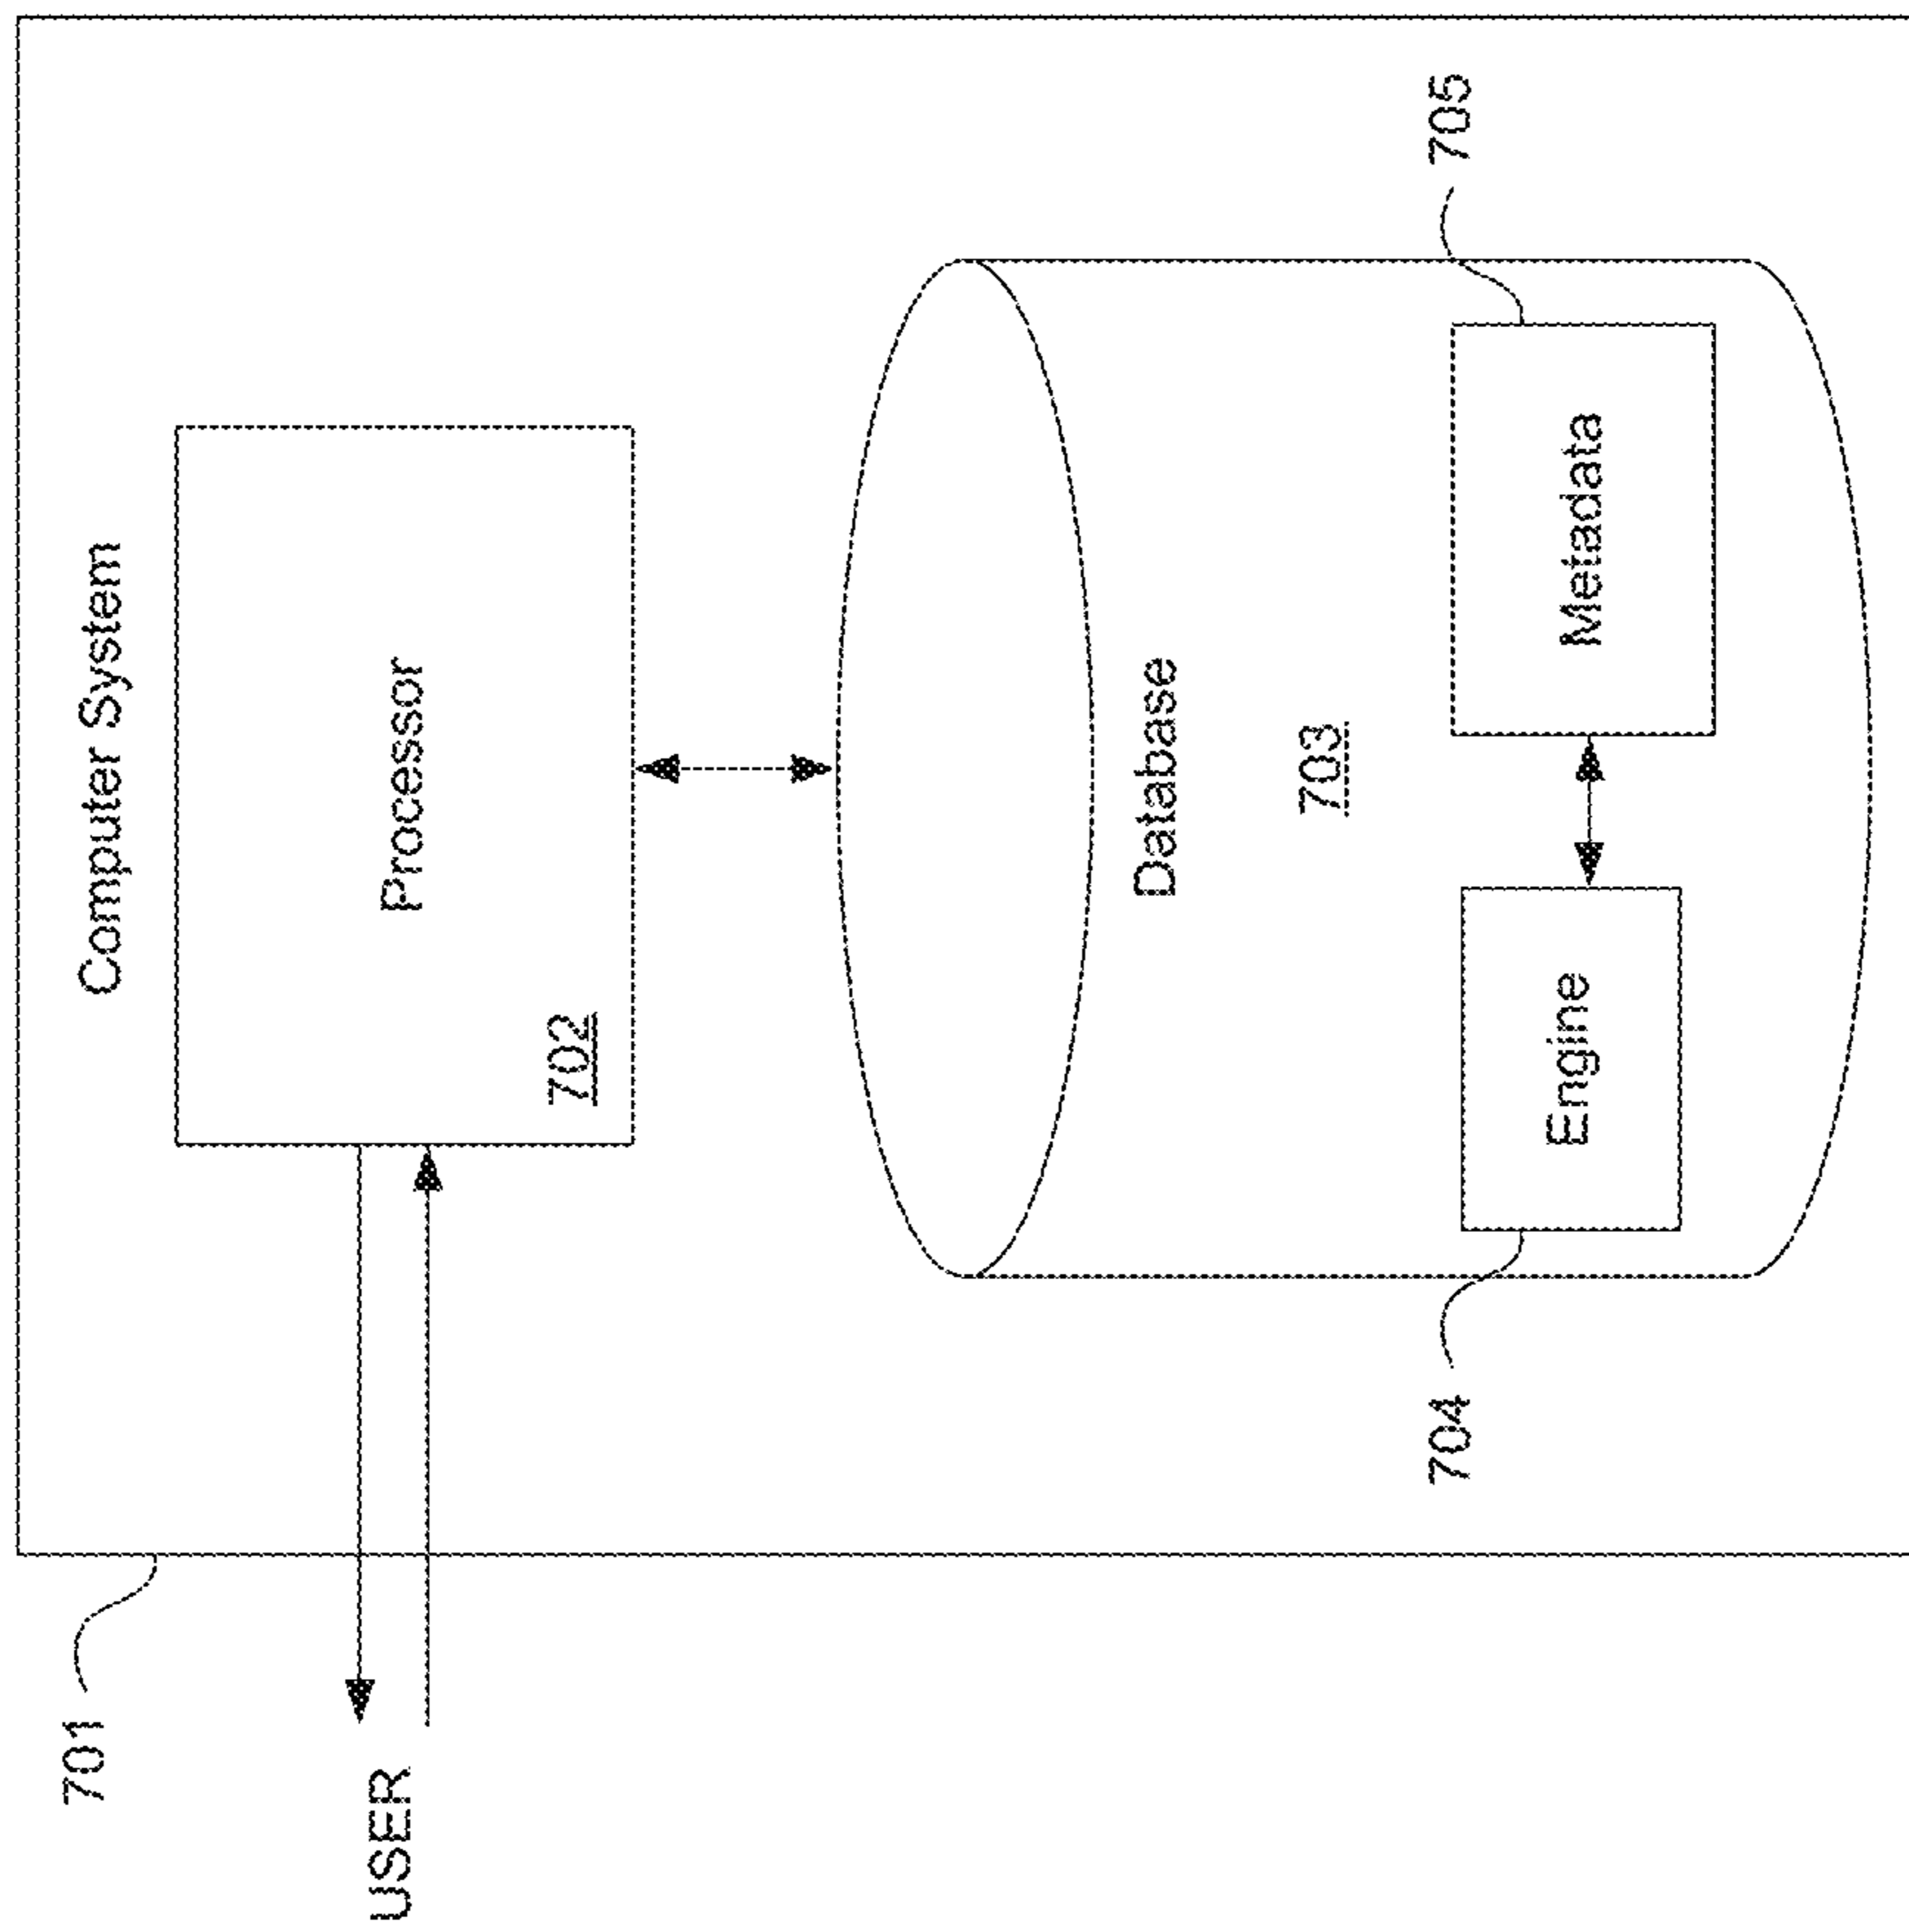 Computer System
701
USER
Processor
702
Database
703
704
Engine
Metadata
705